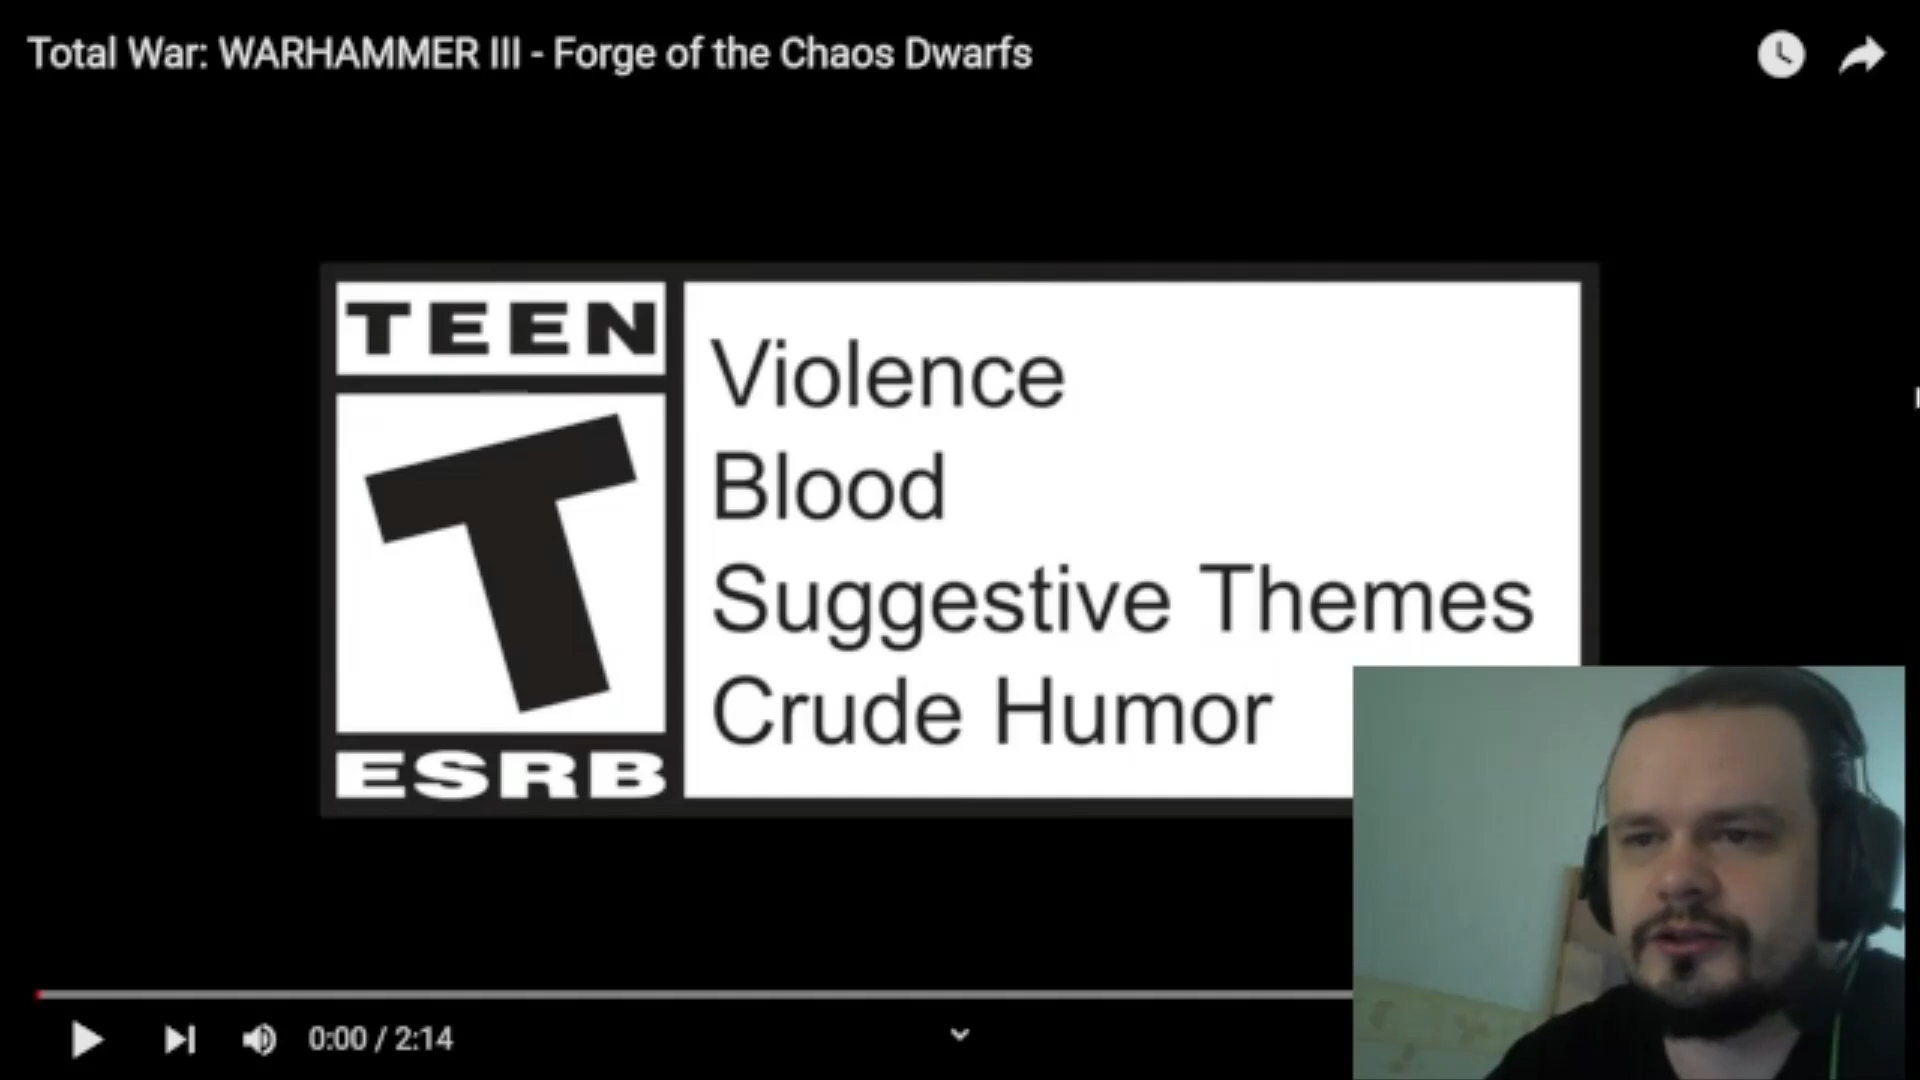 Total War: WARHAMMER III - Forge of the Chaos Dwarfs
TEEN
T
ESRB
Violence
Blood
Suggestive Themes
Crude Humor
0:00 / 2:14